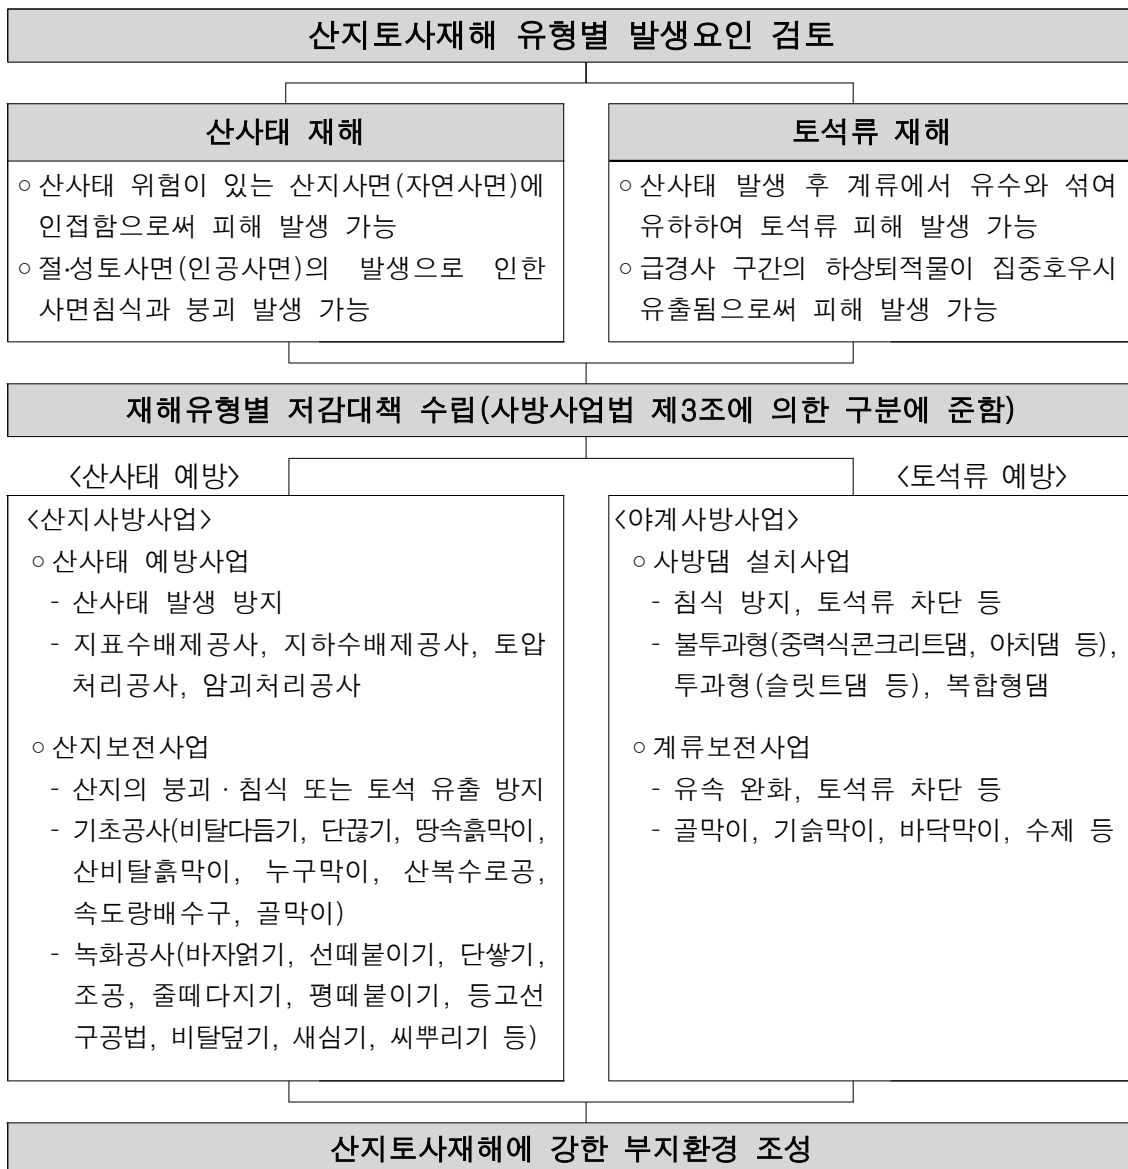 산지토사재해 유형별 발생요인 검토
산사태 재해
○ 산사태 위험이 있는 산지사면(자연사면)에
인접함으로써 피해 발생 가능
○ 절·성토사면(인공사면)의 발생으로 인한
사면침식과 붕괴 발생 가능
토석류 재해
○ 산사태 발생 후 계류에서 유수와 섞여
유하하여 토석류 피해 발생 가능
○ 급경사 구간의 하상퇴적물이 집중호우시
유출됨으로써 피해 발생 가능
재해유형별 저감대책 수립(사방사업법 제3조에 의한 구분에 준함)
<산사태 예방>
<산지사방사업>
○ 산사태 예방사업
- 산사태 발생 방지
- 지표수배제공사, 지하수배제공사, 토압
처리공사, 암괴처리공사
○ 산지보전사업
- 산지의 붕괴 · 침식 또는 토석 유출 방지
- 기초공사(비탈다듬기, 단끊기, 땅속흙막이,
산비탈흙막이, 누구막이, 산복수로공,
속도랑배수구, 골막이)
- 녹화공사(바자얽기, 선떼붙이기, 단쌓기,
조공, 줄떼다지기, 평떼붙이기, 등고선
구공법, 비탈덮기, 새심기, 씨뿌리기 등)
<토석류 예방>
<야계사방사업>
○ 사방댐 설치사업
- 침식 방지, 토석류 차단 등
- 불투과형(중력식콘크리트댐, 아치댐 등),
투과형(슬릿트댐 등), 복합형댐
○ 계류보전사업
- 유속 완화, 토석류 차단 등
- 골막이, 기슭막이, 바닥막이, 수제 등
산지토사재해에 강한 부지환경 조성